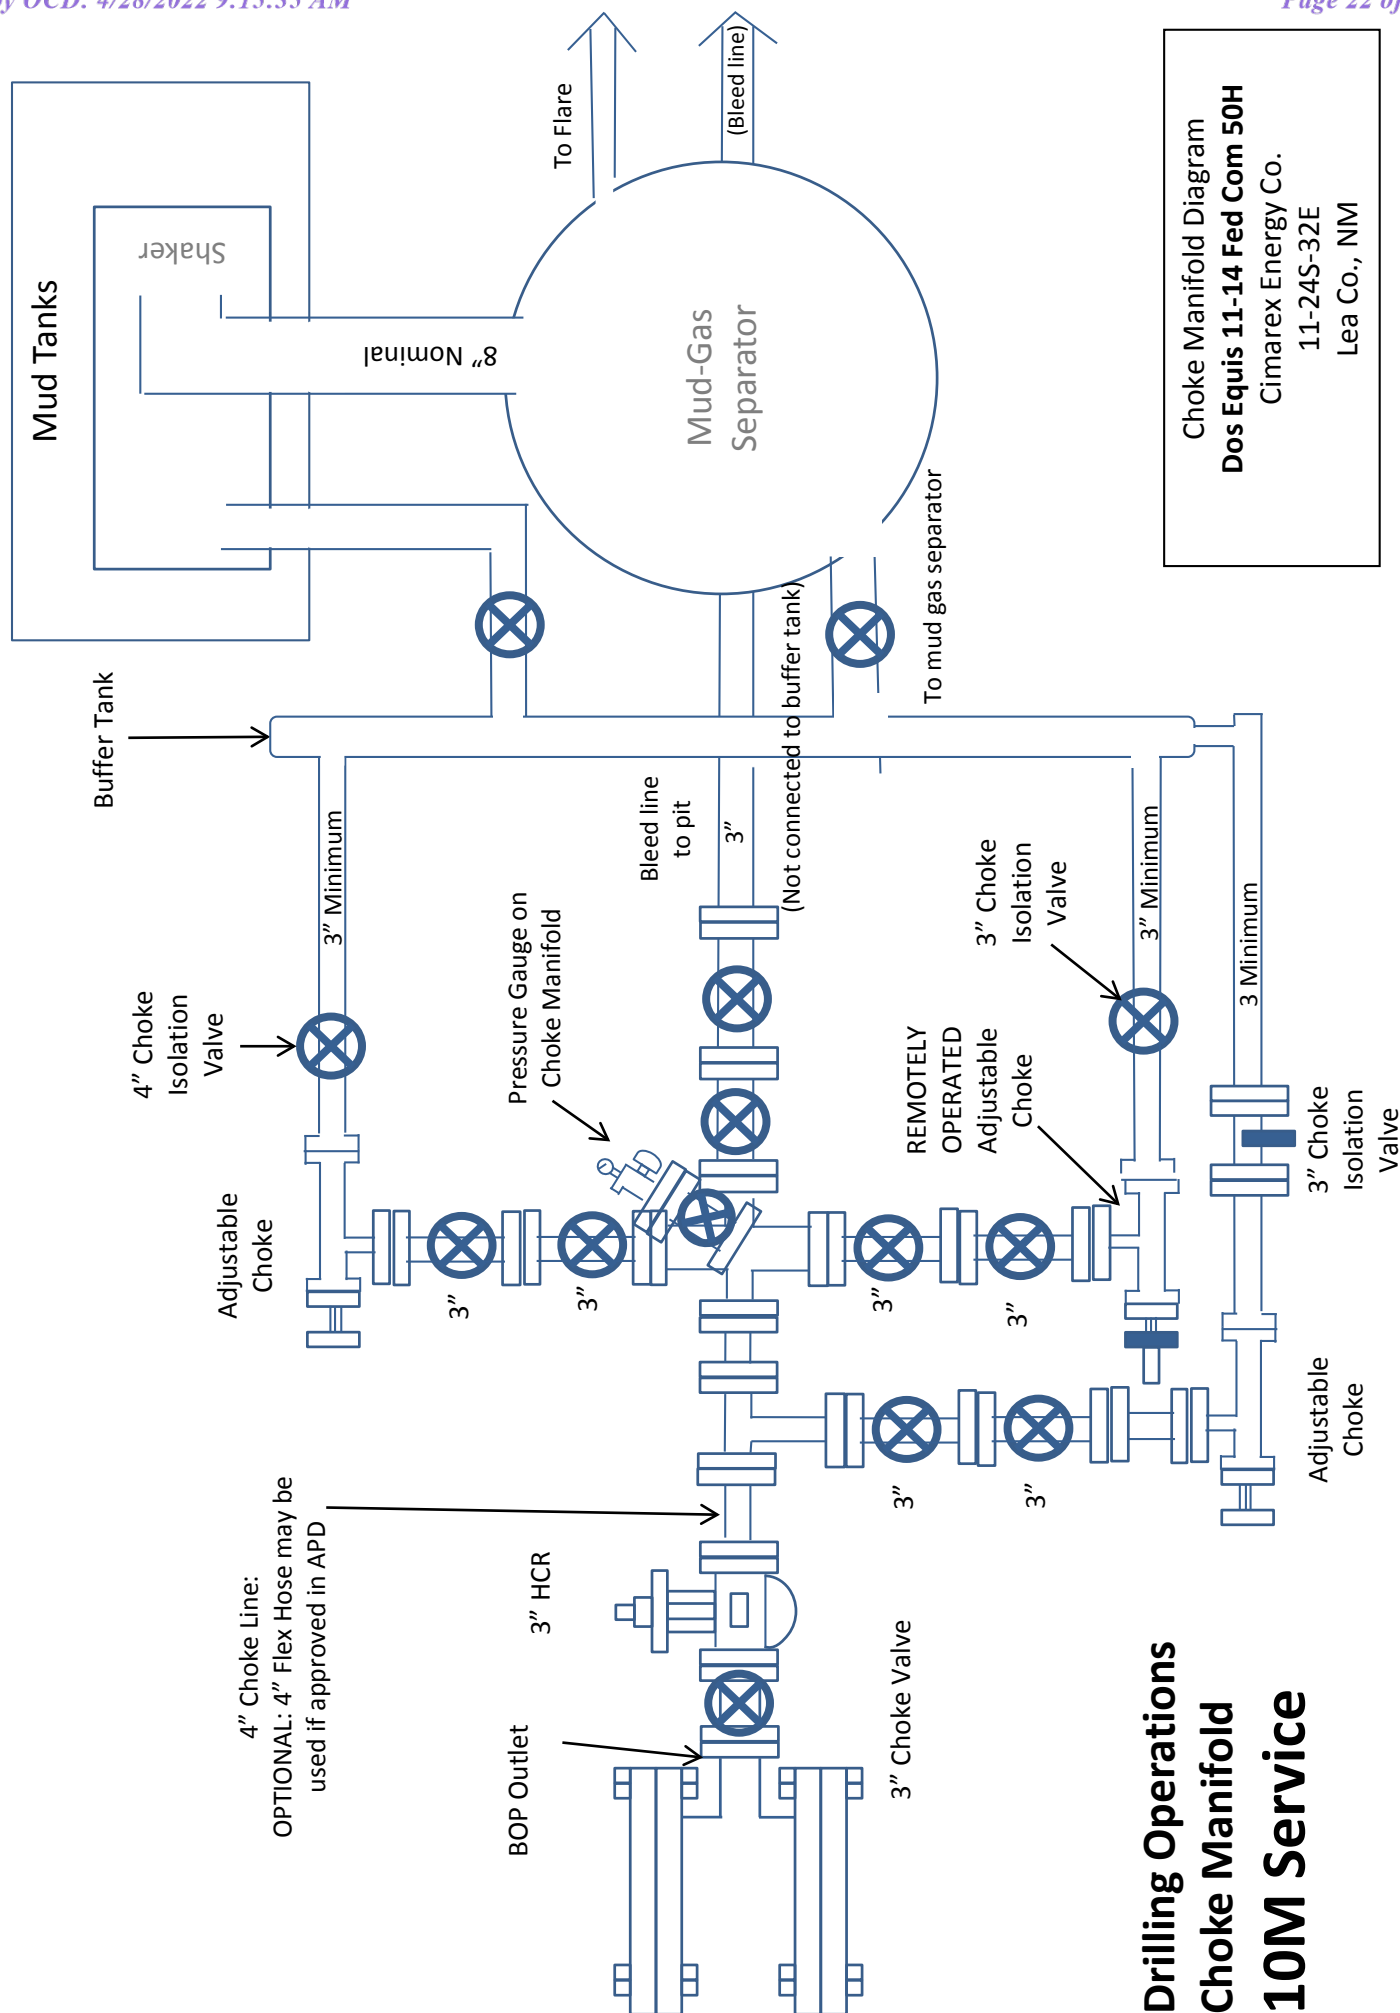 by OCD: 4/28/2022 9:13:33 AM
Page 22 of
Mud Tanks
Shaker
8” Nominal
To Flare
(Bleed line)
Mud-Gas
Separator
Choke Manifold Diagram
Dos Equis 11-14 Fed Com 50H
Cimarex Energy Co.
11-24S-32E
Lea Co., NM
Buffer Tank
To mud gas separator
3” Minimum
Bleed line
to pit
3”
(Not connected to buffer tank)
3” Choke
Isolation
Valve
3” Minimum
3 Minimum
4” Choke
Isolation
Valve
Pressure Gauge on
Choke Manifold
REMOTELY
OPERATED
Adjustable
Choke
3” Choke
Isolation
Valve
Adjustable
Choke
3”
3”
3”
3”
3”
3”
Adjustable
Choke
4” Choke Line:
OPTIONAL: 4” Flex Hose may be
used if approved in APD
3” HCR
BOP Outlet
3” Choke Valve
Drilling Operations
Choke Manifold
10M Service